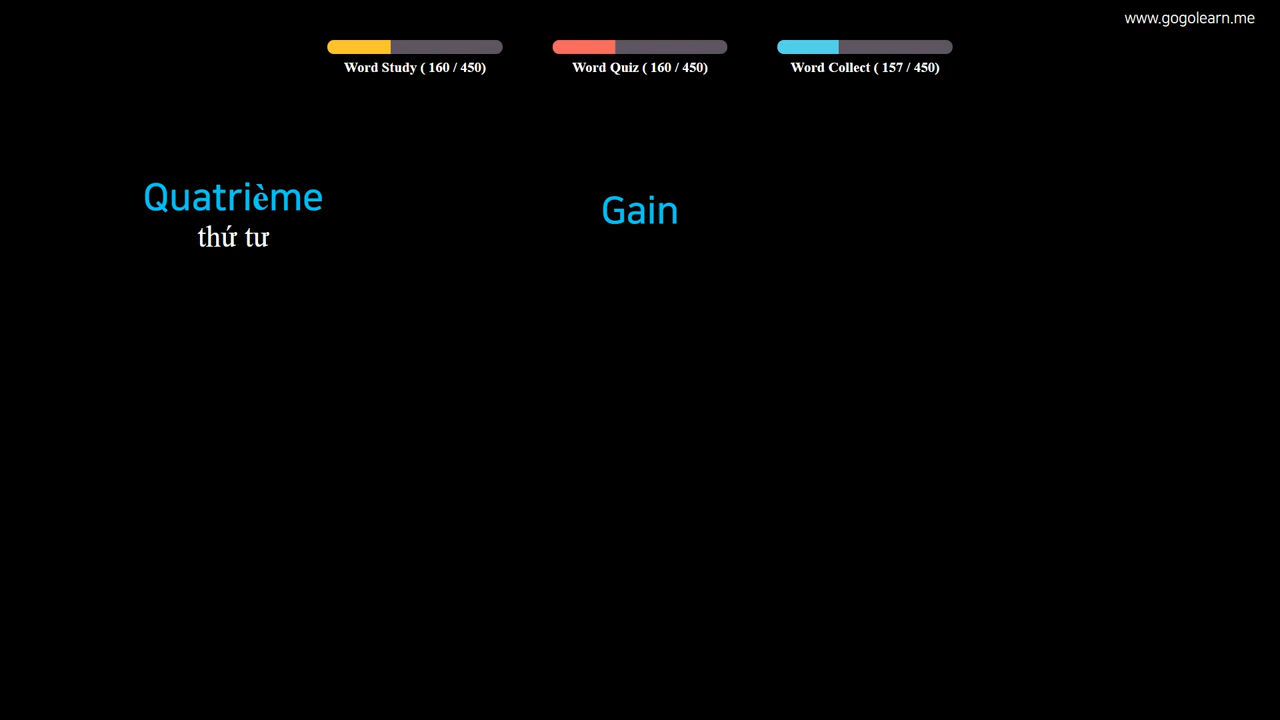 www.gogolearn.me
Word Study ( 160 / 450)
Word Quiz ( 160 / 450)
Word Collect ( 157 / 450)
Quatrième
thứ tư
Gain